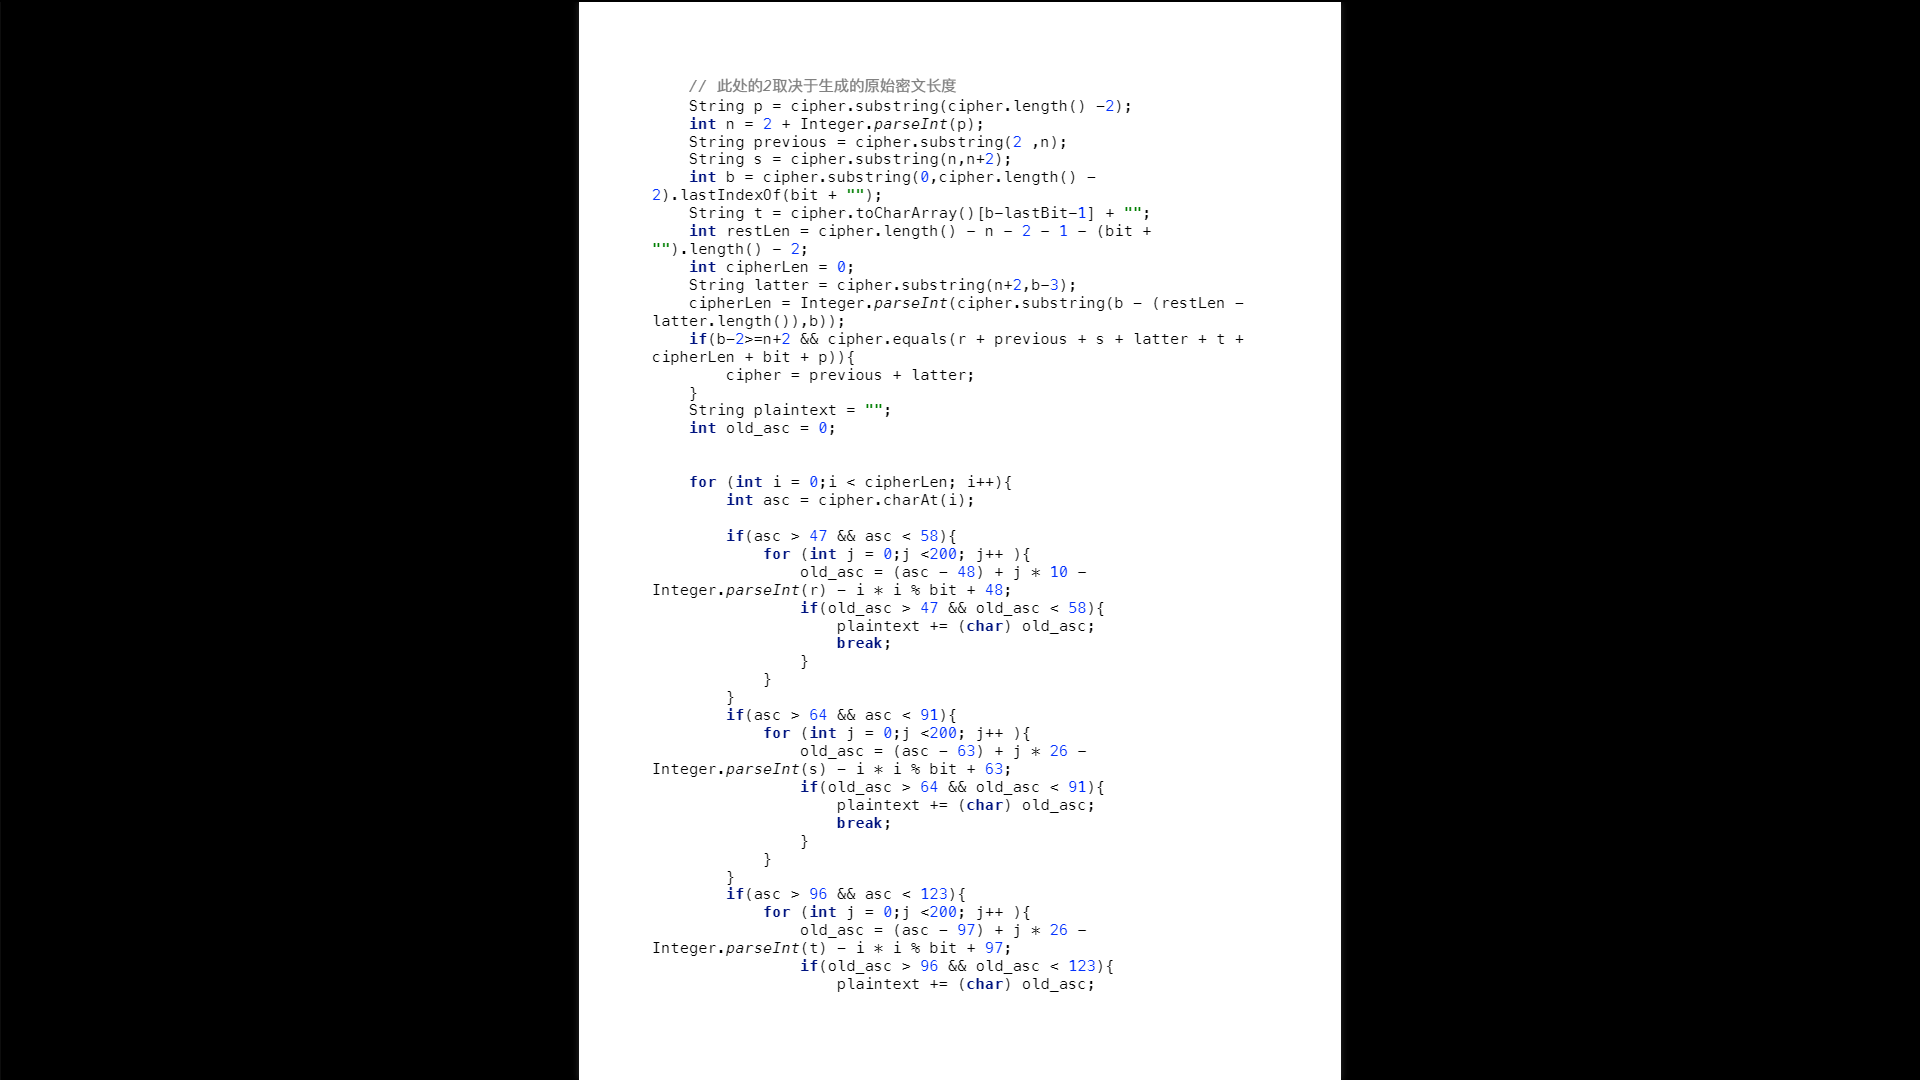 // 此处的2取决于生成的原始密文长度
String p = cipher.substring(cipher.length() -2);
int n = 2 + Integer.parseInt(p);
String previous = cipher.substring(2 ,n);
String s = cipher.substring(n,n+2);
int b = cipher.substring(0,cipher.length() -
2).lastIndexOf(bit + "");
String t = cipher.toCharArray()[b-lastBit-1] + "";
int restLen = cipher.length() - n - 2 - 1 - (bit +
"").length() - 2;
int cipherLen = 0;
String latter = cipher.substring(n+2,b-3);
cipherLen = Integer.parseInt(cipher.substring(b - (restLen -
latter.length()),b));
if(b-2>=n+2 && cipher.equals(r + previous + s + latter + t +
cipherLen + bit + p)){
cipher = previous + latter;
}
String plaintext = "";
int old_asc = 0;
for (int i = 0;i < cipherLen; i++){
int asc = cipher.charAt(i);
if(asc > 47 && asc < 58){
for (int j = 0;j <200; j++ ){
old_asc = (asc - 48) + j * 10 -
Integer.parseInt(r) - i * i % bit + 48;
if(old_asc > 47 && old_asc < 58){
plaintext += (char) old_asc;
break;
}
}
}
if(asc > 64 && asc < 91){
for (int j = 0;j <200; j++ ){
old_asc = (asc - 63) + j * 26 -
Integer.parseInt(s) - i * i % bit + 63;
if(old_asc > 64 && old_asc < 91){
plaintext += (char) old_asc;
break;
}
}
}
if(asc > 96 && asc < 123){
for (int j = 0;j <200; j++ ){
old_asc = (asc - 97) + j * 26 -
Integer.parseInt(t) - i * i % bit + 97;
if(old_asc > 96 && old_asc < 123){
plaintext += (char) old_asc;